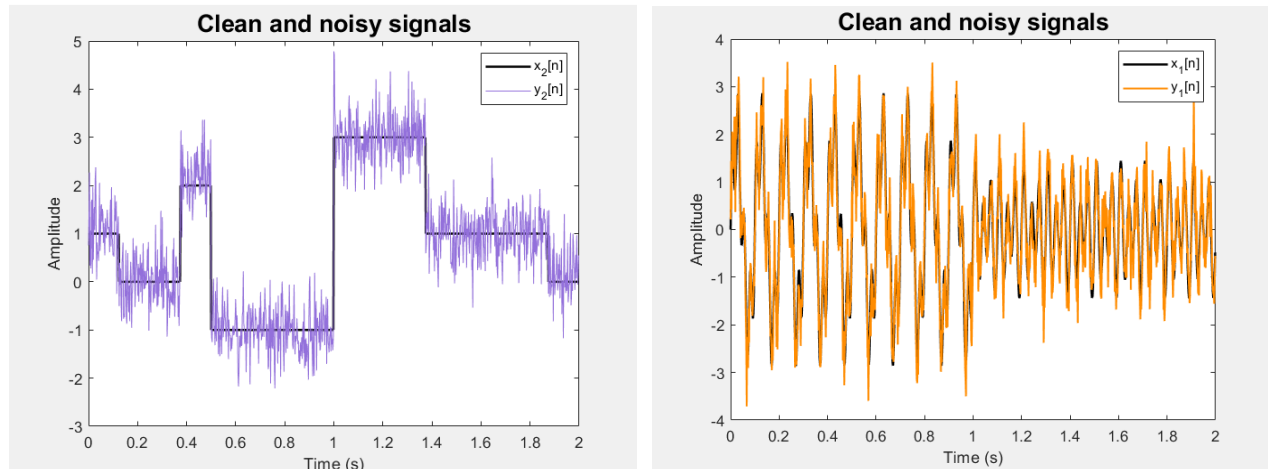 Clean and noisy signals
5
4
3
2
1
0
-1
-2
-3
Amplitude
x2[n]
y2[n]
0 0.2 0.4 0.6 0.8 1 1.2 1.4 1.6 1.8 2
Time (s)
Clean and noisy signals
4
3
2
1
0
-1
-2
-3
-4
Amplitude
x1[n]
y1[n]
0 0.2 0.4 0.6 0.8 1 1.2 1.4 1.6 1.8 2
Time (s)